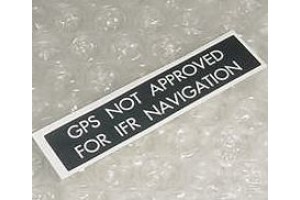 GPS NOT APPROVED
FOR IFR NAVIGATION